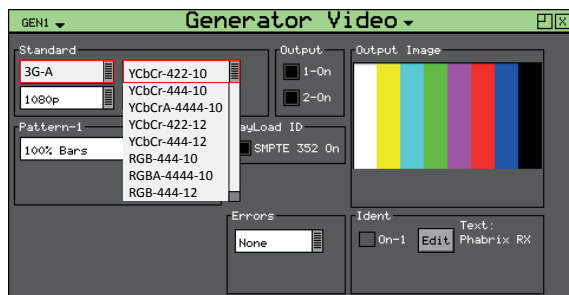 GEN1
Generator Video
Standard
3G-A
1080p
YCbCr-422-10
YCbCr-444-10
YCbCrA-4444-10
YCbCr-422-12
YCbCr-444-12
RGB-444-10
RGBA-4444-10
RGB-444-12
Output
1-On
2-On
Output Image
Pattern-1
100% Bars
ayLoad ID
SMPTE 352 On
Errors
None
Ident
On-1
Edit
Text:
Phabrix RX